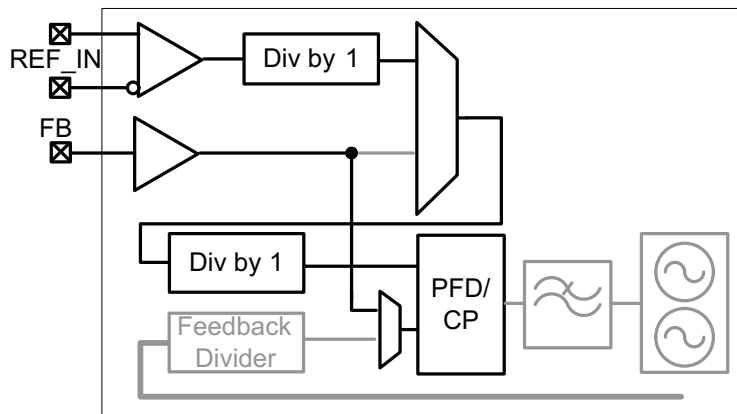 REF_IN
Div by 1
FB
Div by 1
PFD/
CP
Feedback
Divider